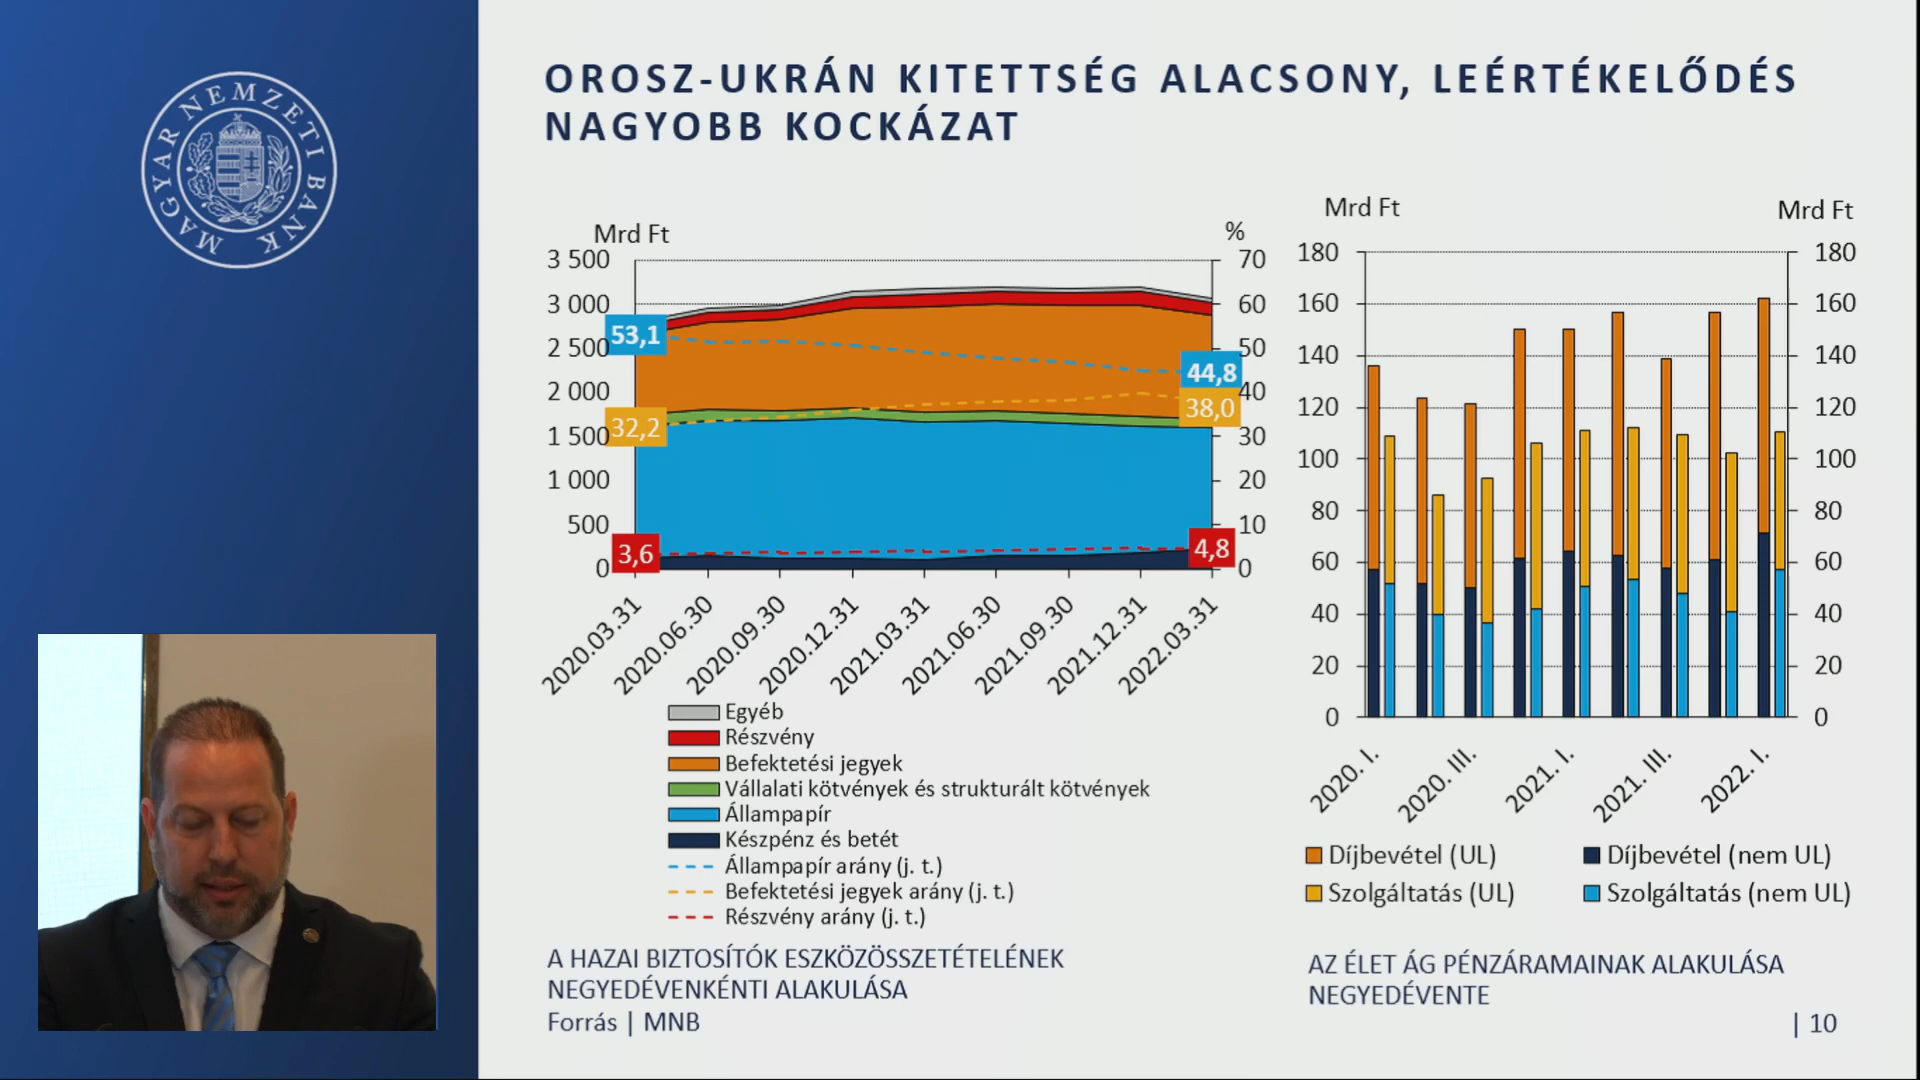 MAGYAR NEMZETI BANK
OROSZ-UKRÁN KITETTSÉG ALACSONY, LEÉRTÉKELŐDÉS
NAGYOBB KOCKÁZAT
Mrd Ft
%
3 500
3 000
2 500
2 000
1 500
1 000
500
0
70
60
50
40
30
20
10
0
53,1
32,2
3,6
44,8
38,0
4,8
2020.03.31
2020.06.30
2020.09.30
2020.12.31
2021.03.31
2021.06.30
2021.09.30
2021.12.31
2022.03.31
Egyéb
Részvény
Befektetési jegyek
Vállalati kötvények és strukturált kötvények
Állampapír
Készpénz és betét
Állampapír arány (j. t.)
Befektetési jegyek arány (j. t.)
Részvény arány (j. t.)
A HAZAI BIZTOSÍTÓK ESZKÖZÖSSZETÉTELÉNEK
NEGYEDÉVENKÉNTI ALAKULÁSA
Forrás | MNB
Mrd Ft
Mrd Ft
180
160
140
120
100
80
60
40
20
0
180
160
140
120
100
80
60
40
20
0
2020. I.
2020. III.
2021. I.
2021. III.
2022. I.
Díjbevétel (UL)
Díjbevétel (nem UL)
Szolgáltatás (UL)
Szolgáltatás (nem UL)
AZ ÉLET ÁG PÉNZÁRAMAINAK ALAKULÁSA
NEGYEDÉVENTE
| 10